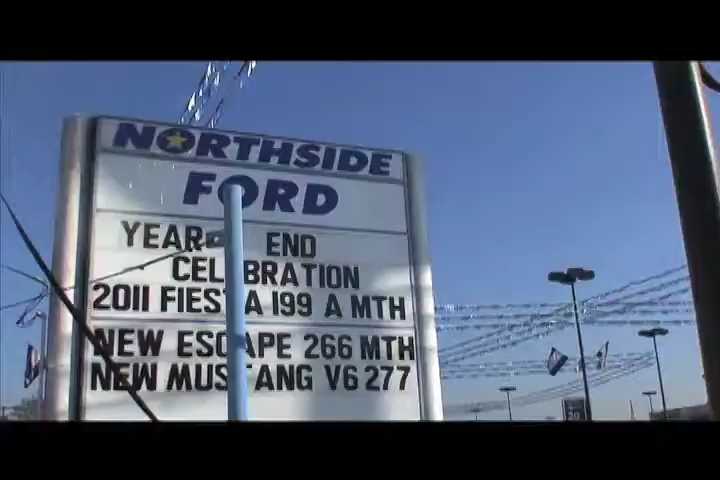 NORTHSIDE
FORD
YEAR END
CELEBRATION
2011 FIESTA 199 A MTH
NEW ESCAPE 266 MTH
NEW MUSTANG V6 277